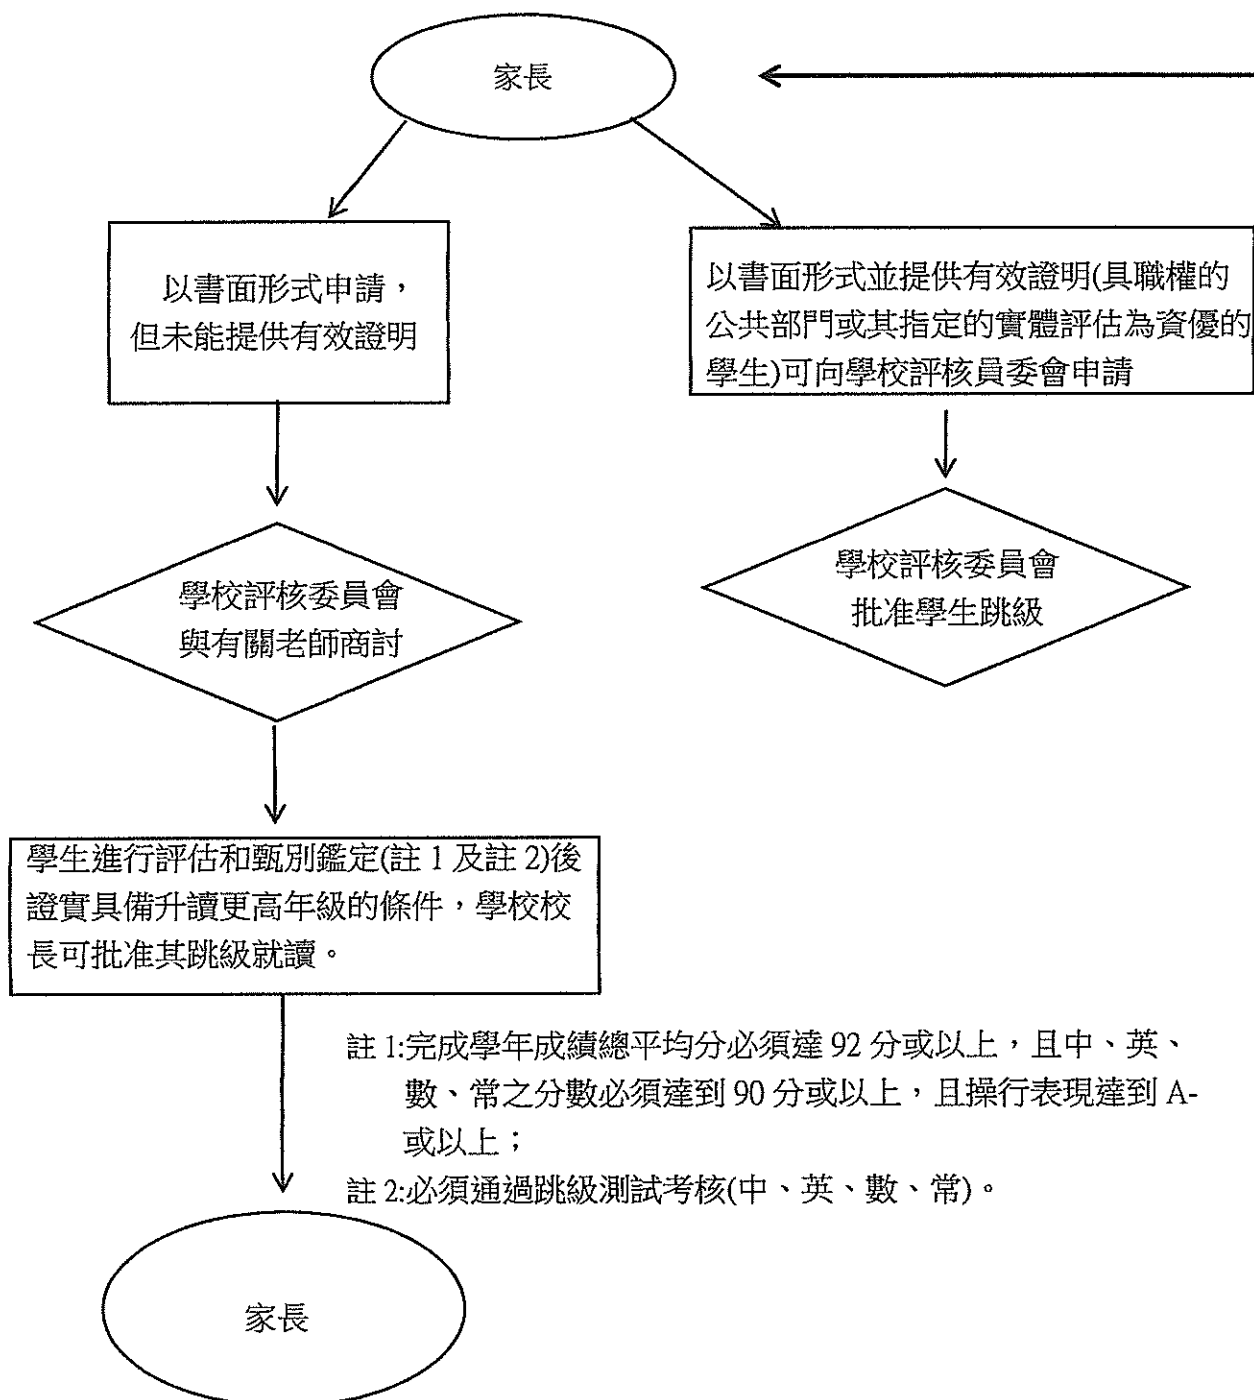 家長
以書面形式申請，
但未能提供有效證明
以書面形式並提供有效證明(具職權的
公共部門或其指定的實體評估為資優的
學生)可向學校評核員委會申請
學校評核委員會
與有關老師商討
學校評核委員會
批准學生跳級
學生進行評估和甄別鑑定(註 1 及註 2)後
證實具備升讀更高年級的條件，學校校
長可批准其跳級就讀。
註 1:完成學年成績總平均分必須達 92 分或以上，且中、英、
數、常之分數必須達到 90 分或以上，且操行表現達到 A-
或以上；
註 2:必須通過跳級測試考核(中、英、數、常)。
家長